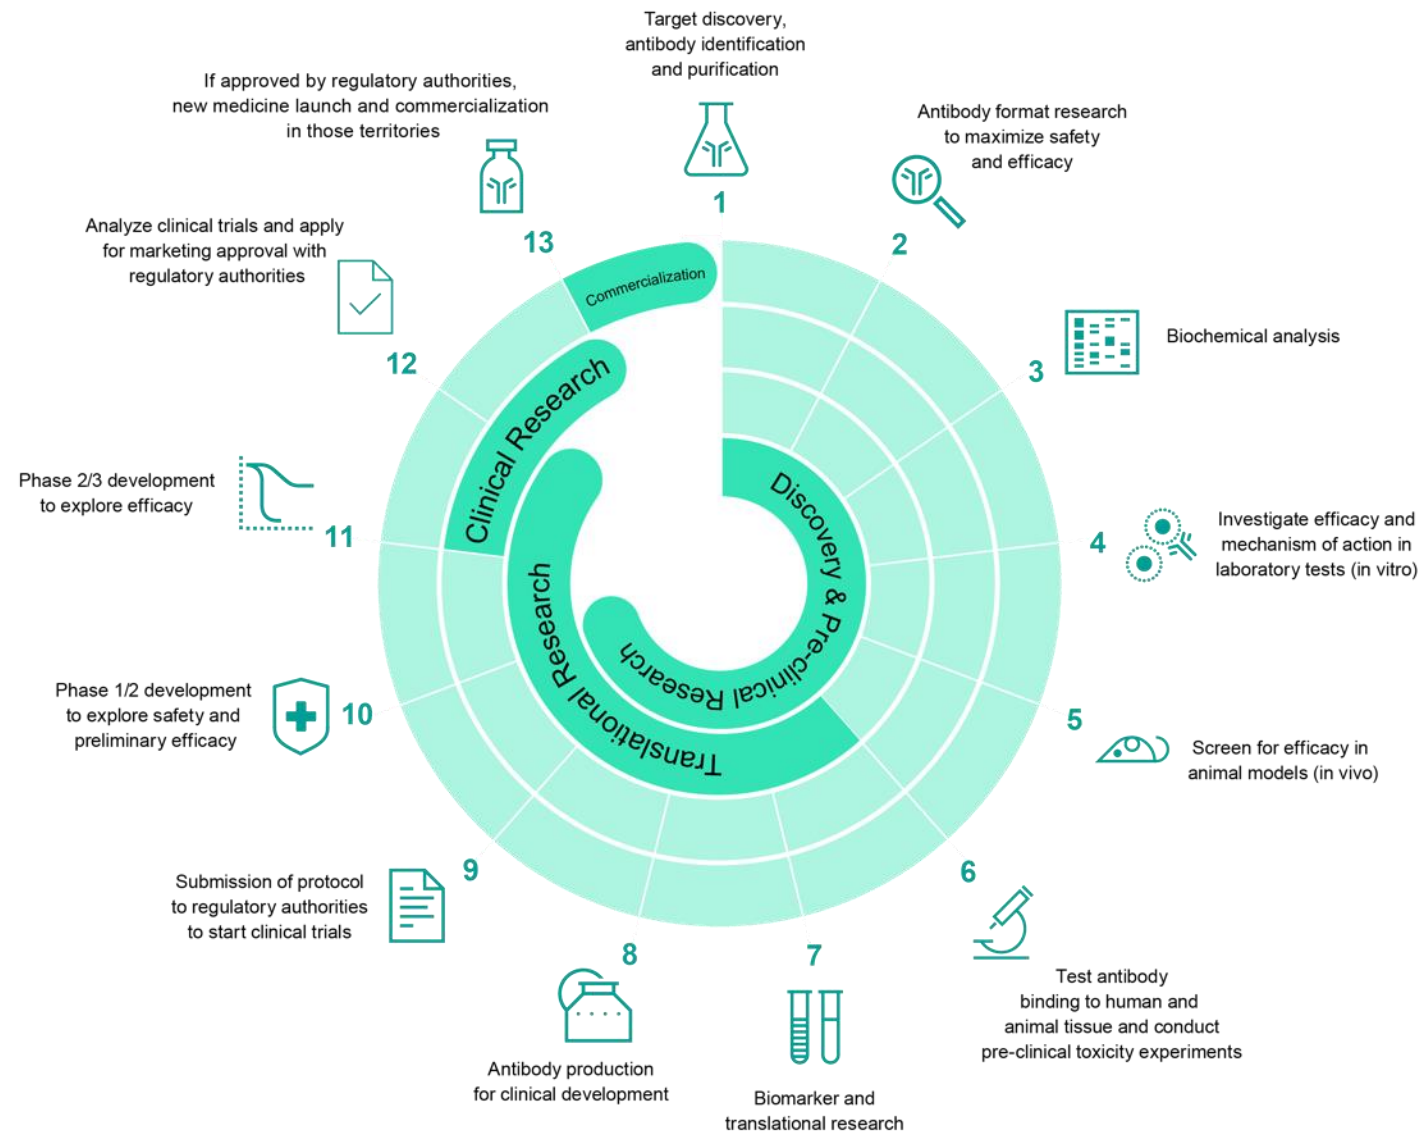 Target discovery,
antibody identification
and purification
1
Antibody format research
to maximize safety
and efficacy
2
Biochemical analysis
3
Investigate efficacy and
mechanism of action in
laboratory tests (in vitro)
4
Screen for efficacy in
animal models (in vivo)
5
Test antibody
binding to human and
animal tissue and conduct
pre-clinical toxicity experiments
6
Biomarker and
translational research
7
Antibody production
for clinical development
8
Submission of protocol
to regulatory authorities
to start clinical trials
9
Phase 1/2 development
to explore safety and
preliminary efficacy
10
Phase 2/3 development
to explore efficacy
11
Analyze clinical trials and apply
for marketing approval with
regulatory authorities
12
If approved by regulatory authorities,
new medicine launch and commercialization
in those territories
13
Discovery & Pre-clinical Research
Translational Research
Clinical Research
Commercialization